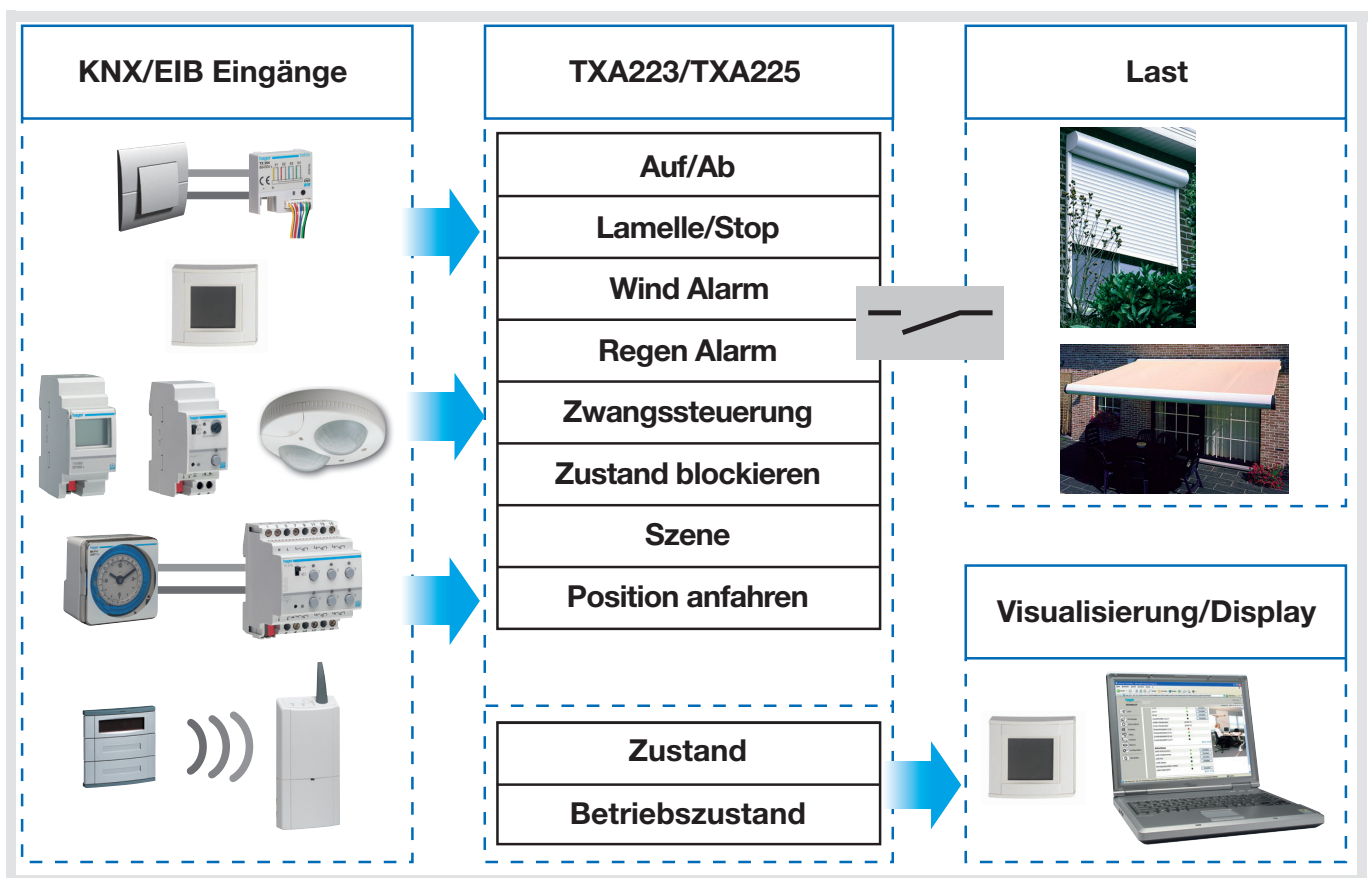 KNX/EIB Eingänge
TXA223/TXA225
Auf/Ab
Lamelle/Stop
Wind Alarm
Regen Alarm
Zwangssteuerung
Zustand blockieren
Szene
Position anfahren
Zustand
Betriebszustand
Last
Visualisierung/Display